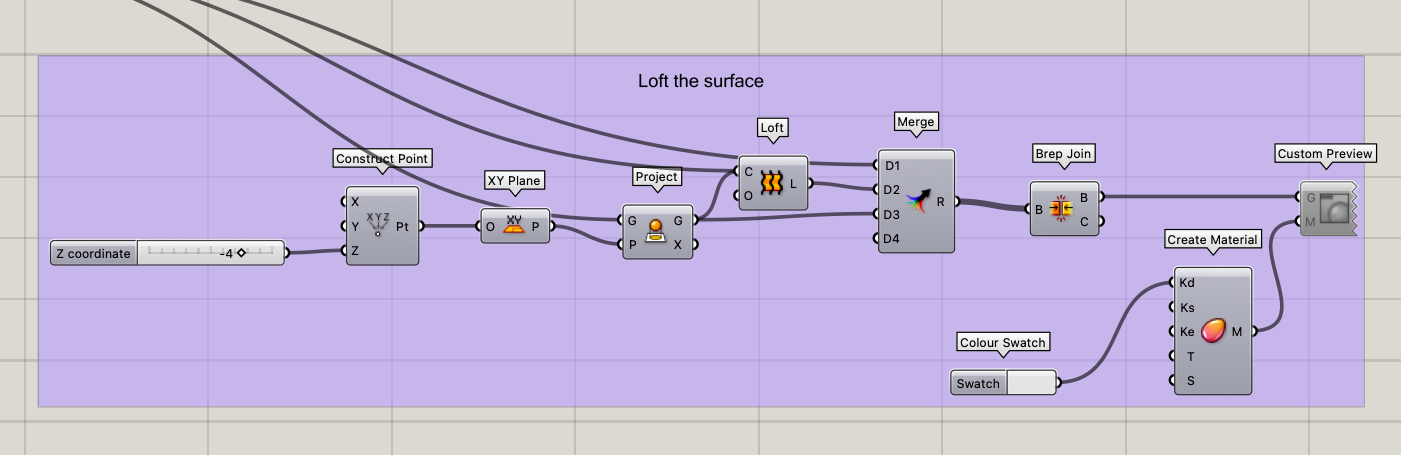 Loft the surface
Construct Point
X
Y
Z
XYZ
Pt
Z coordinate
-4
XY Plane
O
XY
P
Project
G
P
G
X
Loft
C
O
L
Merge
D1
D2
D3
D4
R
Brep Join
B
B
C
Custom Preview
G
M
Create Material
Kd
Ks
Ke
T
S
M
Colour Swatch
Swatch